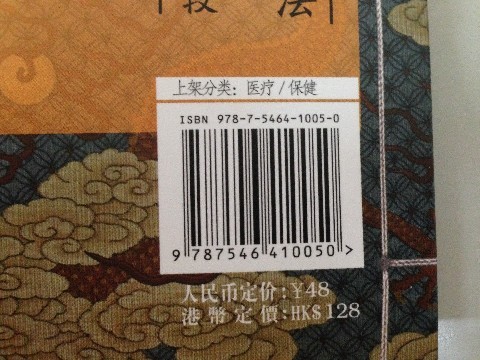 上架分类：医疗/保健
ISBN 978-7-5464-1005-0
9 787546 410050 >
人民币定价:¥48
港幣定價:HK$128